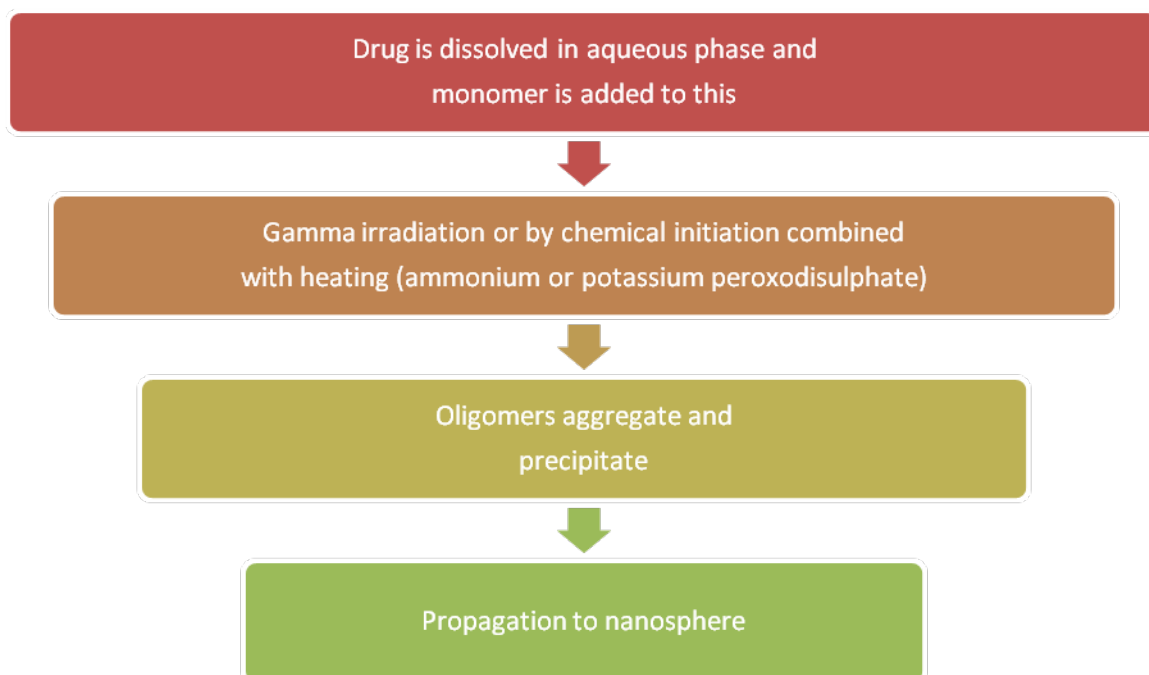 Drug is dissolved in aqueous phase and
monomer is added to this
Gamma irradiation or by chemical initiation combined
with heating (ammonium or potassium peroxodisulphate)
Oligomers aggregate and
precipitate
Propagation to nanosphere